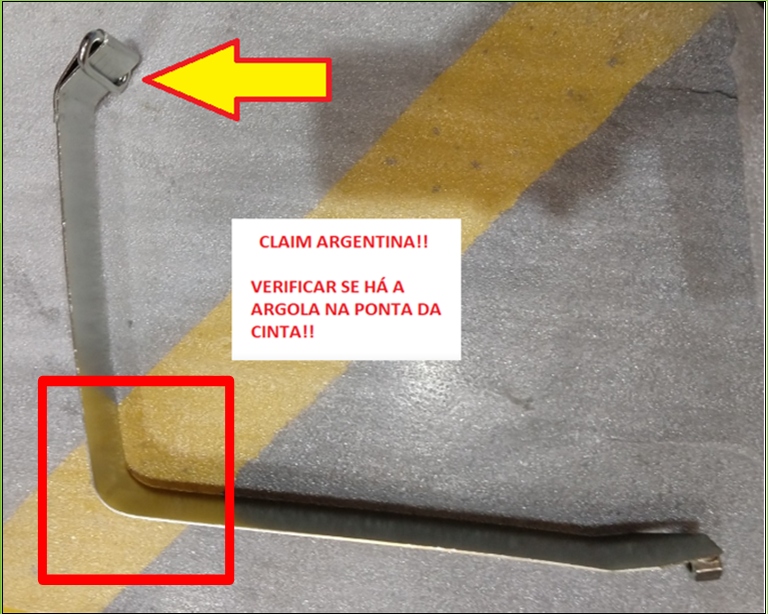 CLAIM ARGENTINA!!
VERIFICAR SE HÁ A
ARGOLA NA PONTA DA
CINTA!!